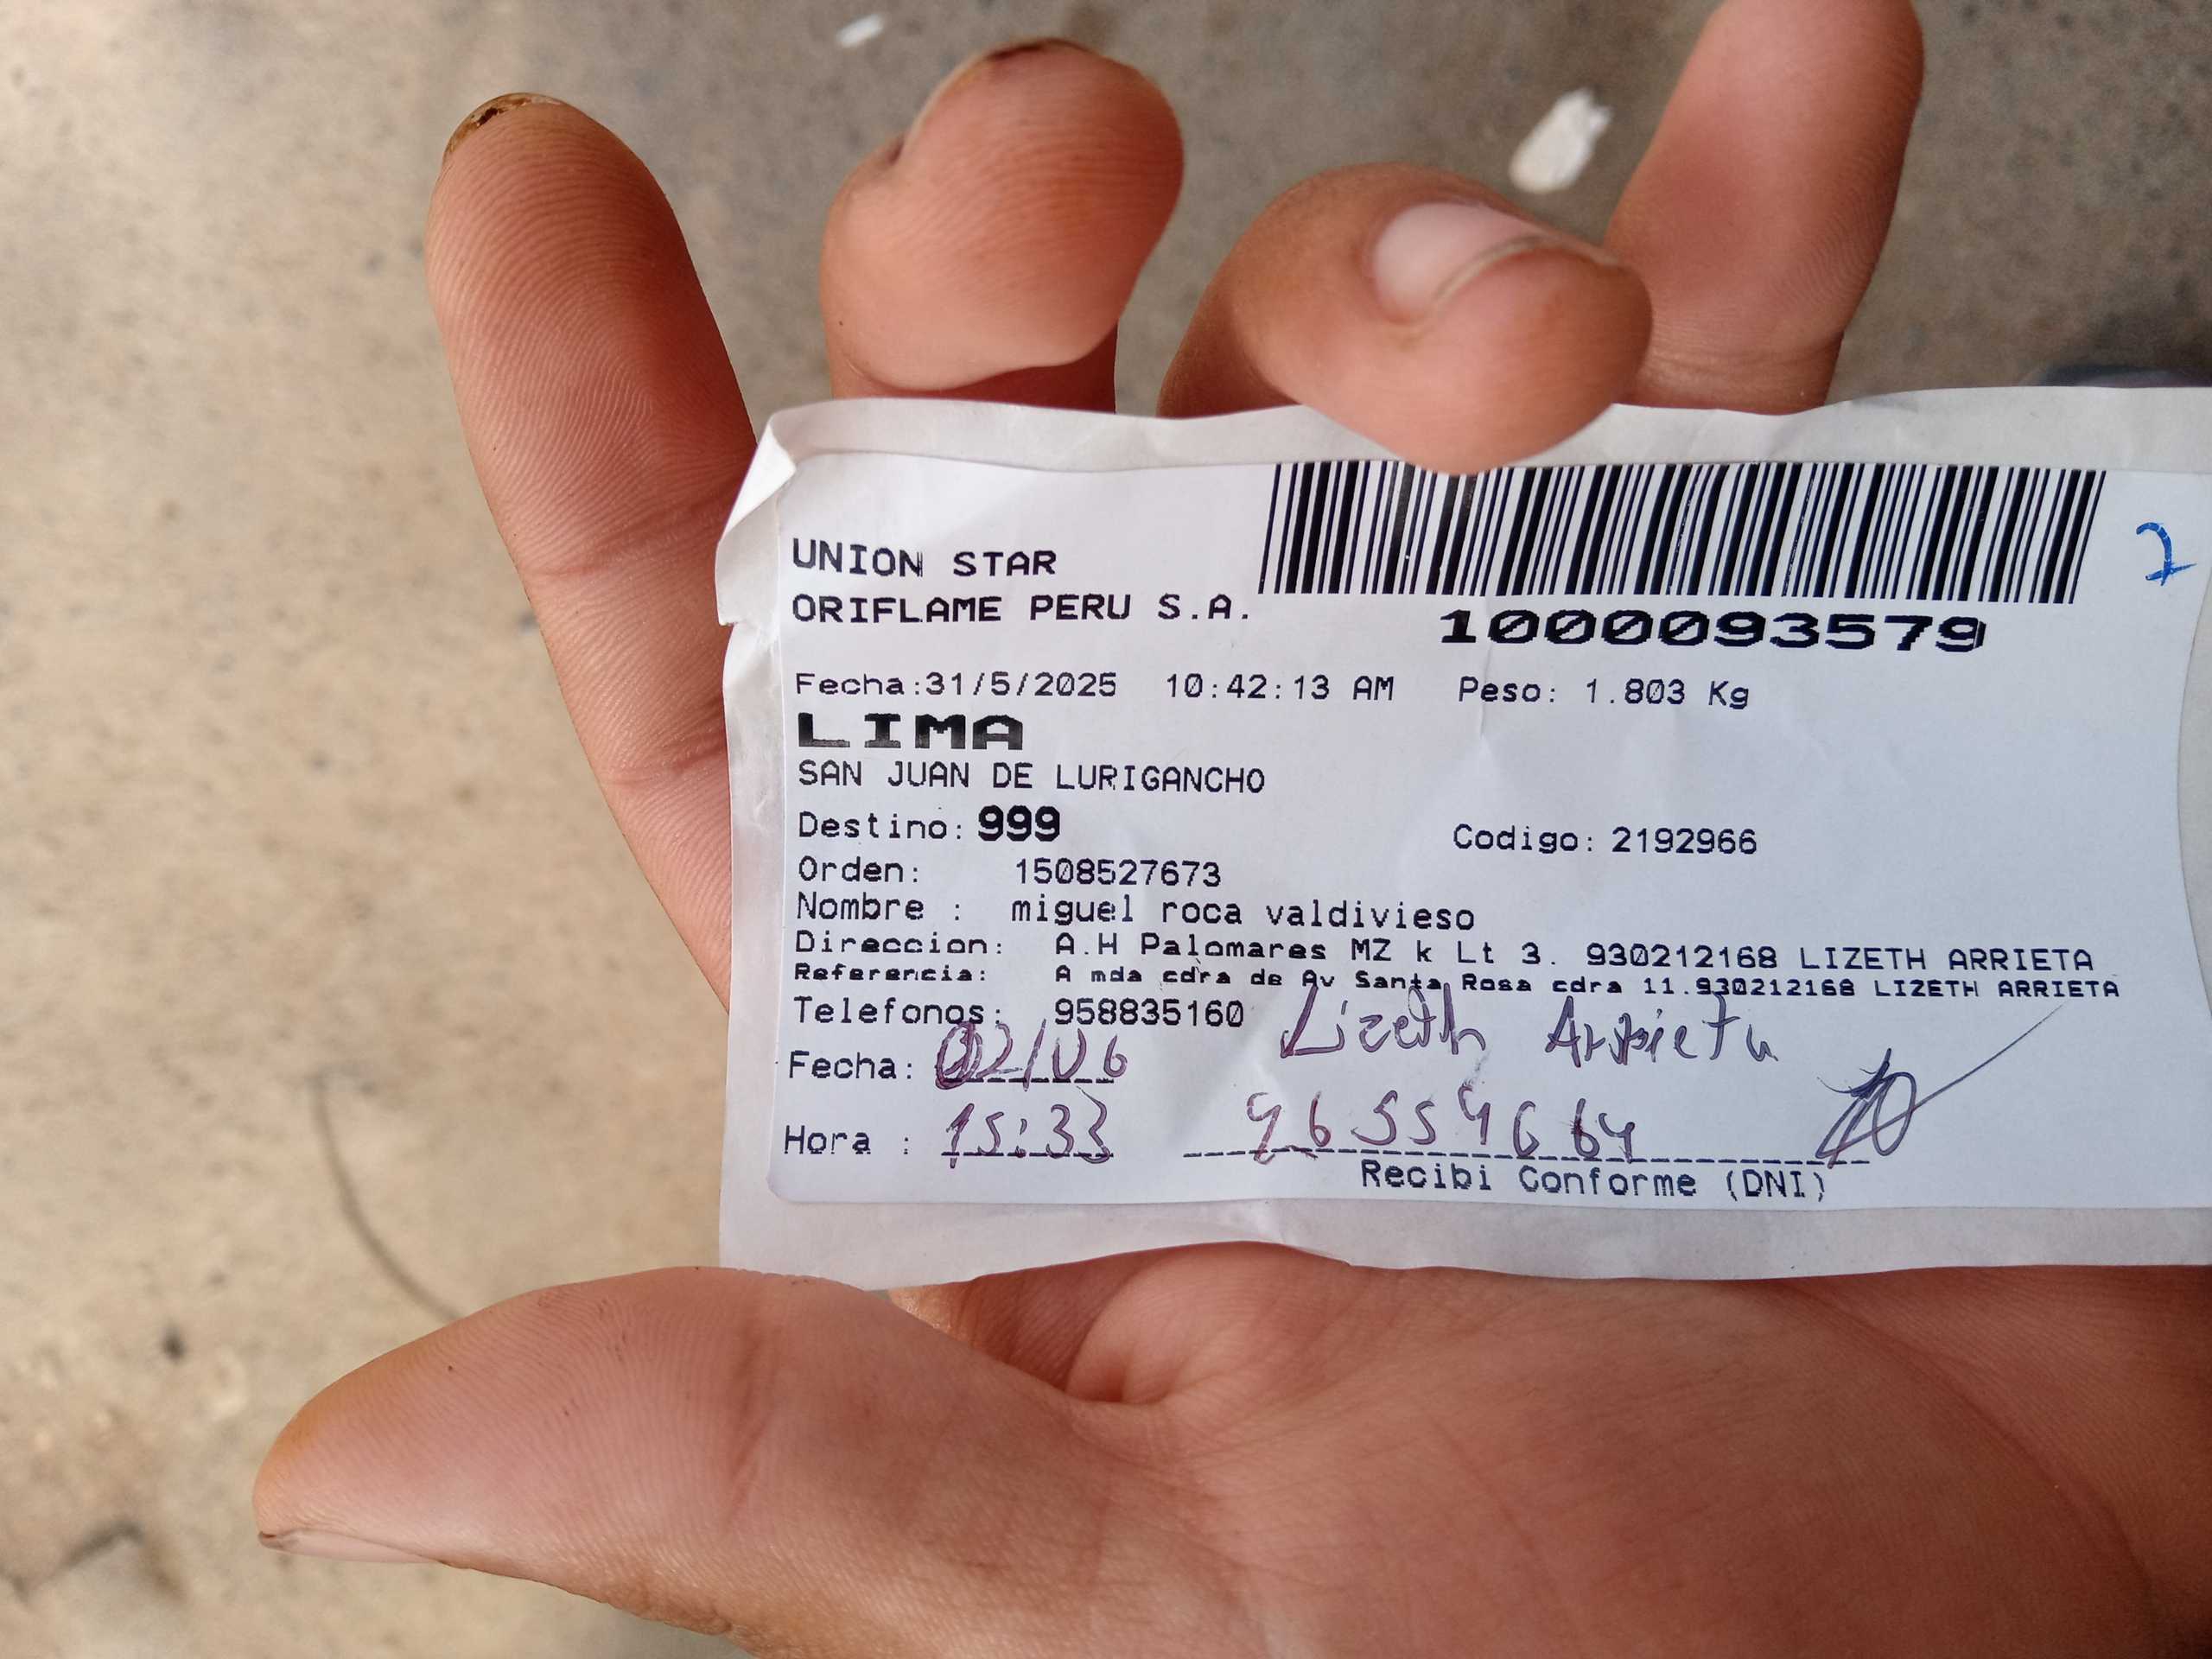 UNION STAR
ORIFLAME PERU S.A.
1000093579
Fecha:31/5/2025 10:42:13 AM Peso: 1.803 Kg
LIMA
SAN JUAN DE LURIGANCHO
Destino: 999 Codigo: 2192966
Orden: 1508527673
Nombre : miguel roca valdivieso
Direccion: A.H Palomares MZ k Lt 3. 930212168 LIZETH ARRIETA
Referencia: A mda cdra de Av Santa Rosa cdra 11.930212168 LIZETH ARRIETA
Telefonos: 958835160 Lizeth Arrieta
Fecha: 02/06
Hora : 15:33
Recibi Conforme (DNI)